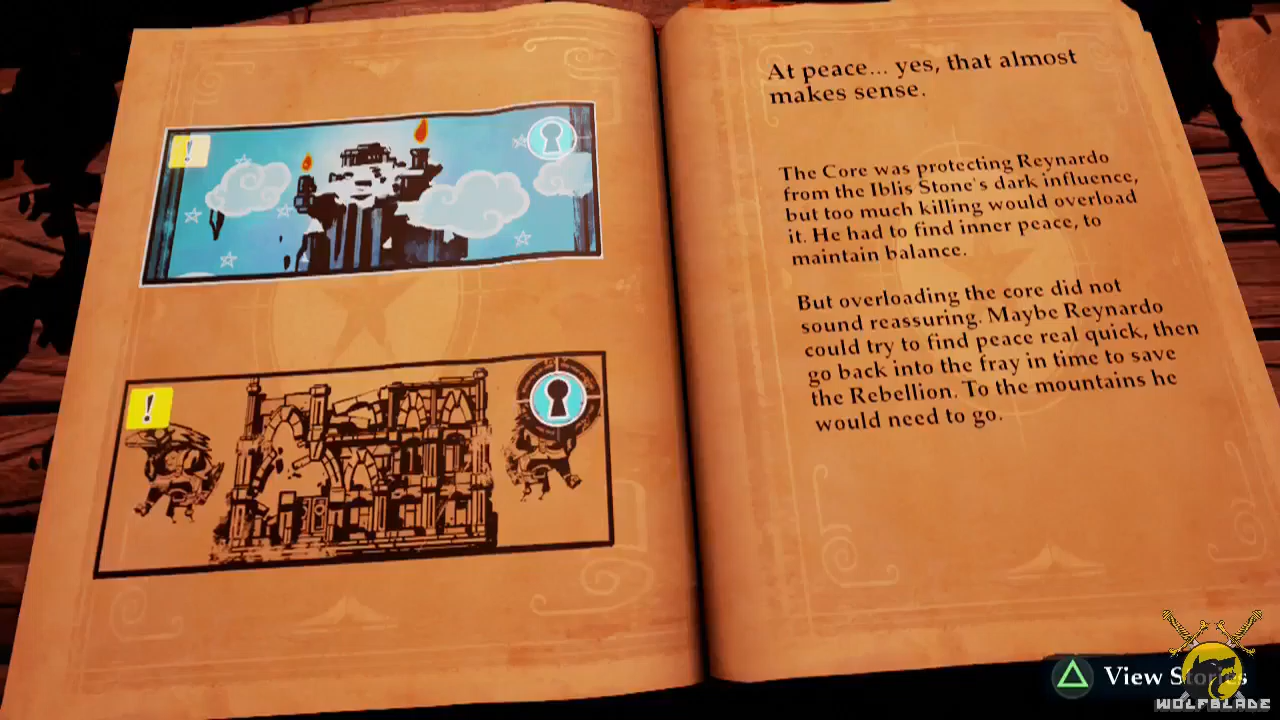 At peace... yes, that almost
makes sense.
The Core was protecting Reynardo
from the Iblis Stone's dark influence,
but too much killing would overload
it. He had to find inner peace, to
maintain balance.
But overloading the core did not
sound reassuring. Maybe Reynardo
could try to find peace real quick, then
go back into the fray in time to save
the Rebellion. To the mountains he
would need to go.
!
!
View Stories
WOLFBLADE